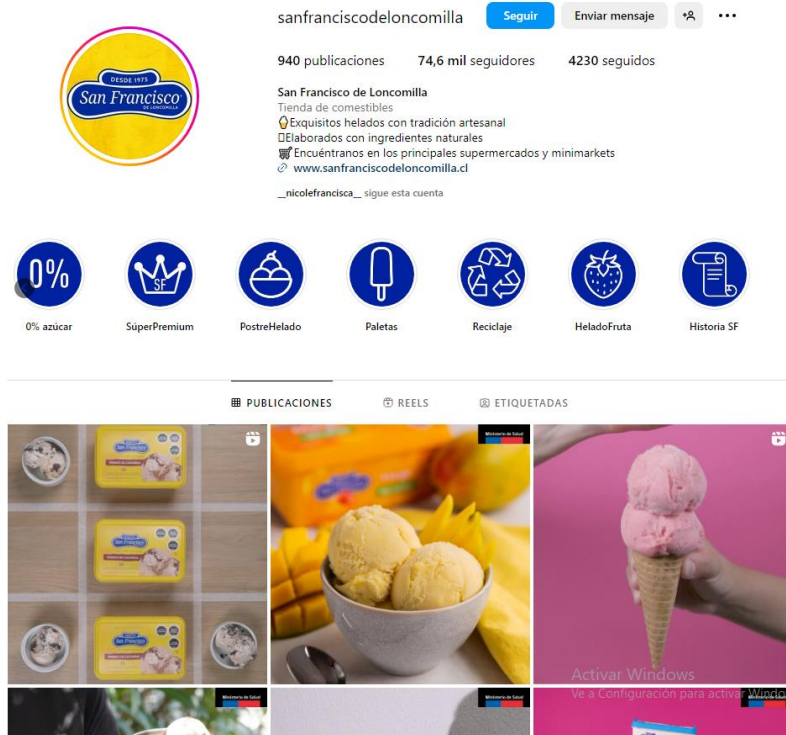 sanfranciscodeloncomilla Seguir Enviar mensaje
940 publicaciones 74,6 mil seguidores 4230 seguidos
San Francisco de Loncomilla
Tienda de comestibles
Exquisitos helados con tradición artesanal
Elaborados con ingredientes naturales
Encuéntranos en los principales supermercados y minimarkets
www.sanfranciscodeloncomilla.cl
__nicolefrancisca__ sigue esta cuenta
DESDE 1975
San Francisco
DE LONCOMILLA
0%
SF
0% azúcar SúperPremium PostreHelado Paletas Reciclaje HeladoFruta Historia SF
PUBLICACIONES REELS ETIQUETADAS
San Francisco
San Francisco
San Francisco
Ministerio de Salud
Activar Windows
Ve a Configuración para activar Windo
Ministerio de Salud
Ministerio de Salud